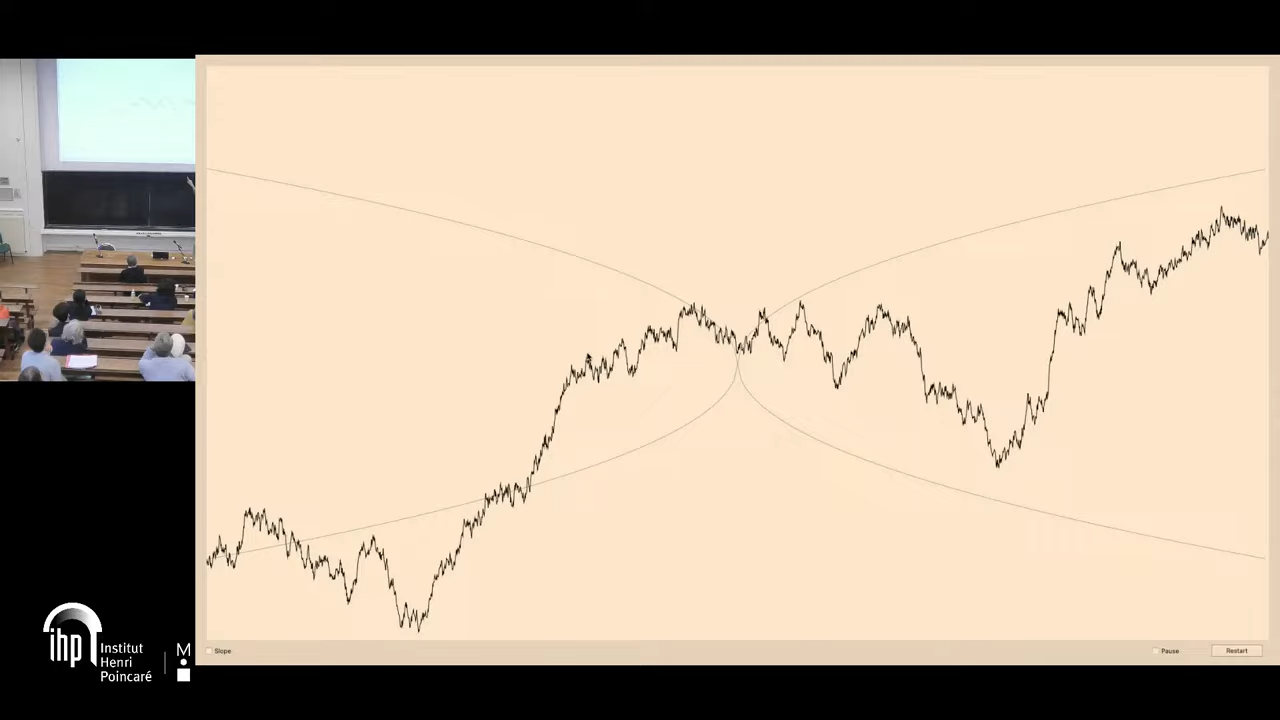 Slope
Pause
Restart
ihp
Institut
Henri
Poincaré
M